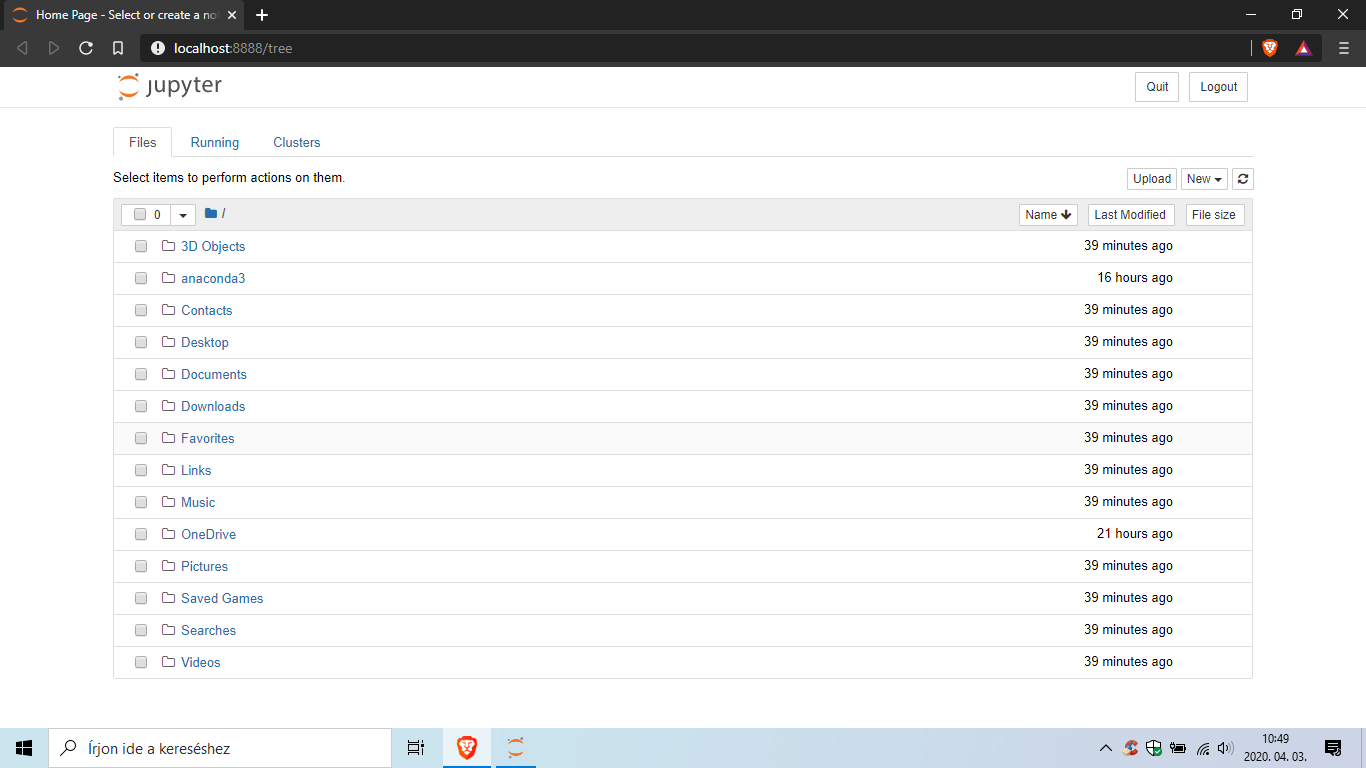 Home Page - Select or create a no
localhost:8888/tree
jupyter
Quit Logout
Files Running Clusters
Select items to perform actions on them.
Upload New
0 / Name Last Modified File size
3D Objects 39 minutes ago
anaconda3 16 hours ago
Contacts 39 minutes ago
Desktop 39 minutes ago
Documents 39 minutes ago
Downloads 39 minutes ago
Favorites 39 minutes ago
Links 39 minutes ago
Music 39 minutes ago
OneDrive 21 hours ago
Pictures 39 minutes ago
Saved Games 39 minutes ago
Searches 39 minutes ago
Videos 39 minutes ago
Írjon ide a kereséshez
10:49
2020. 04. 03.